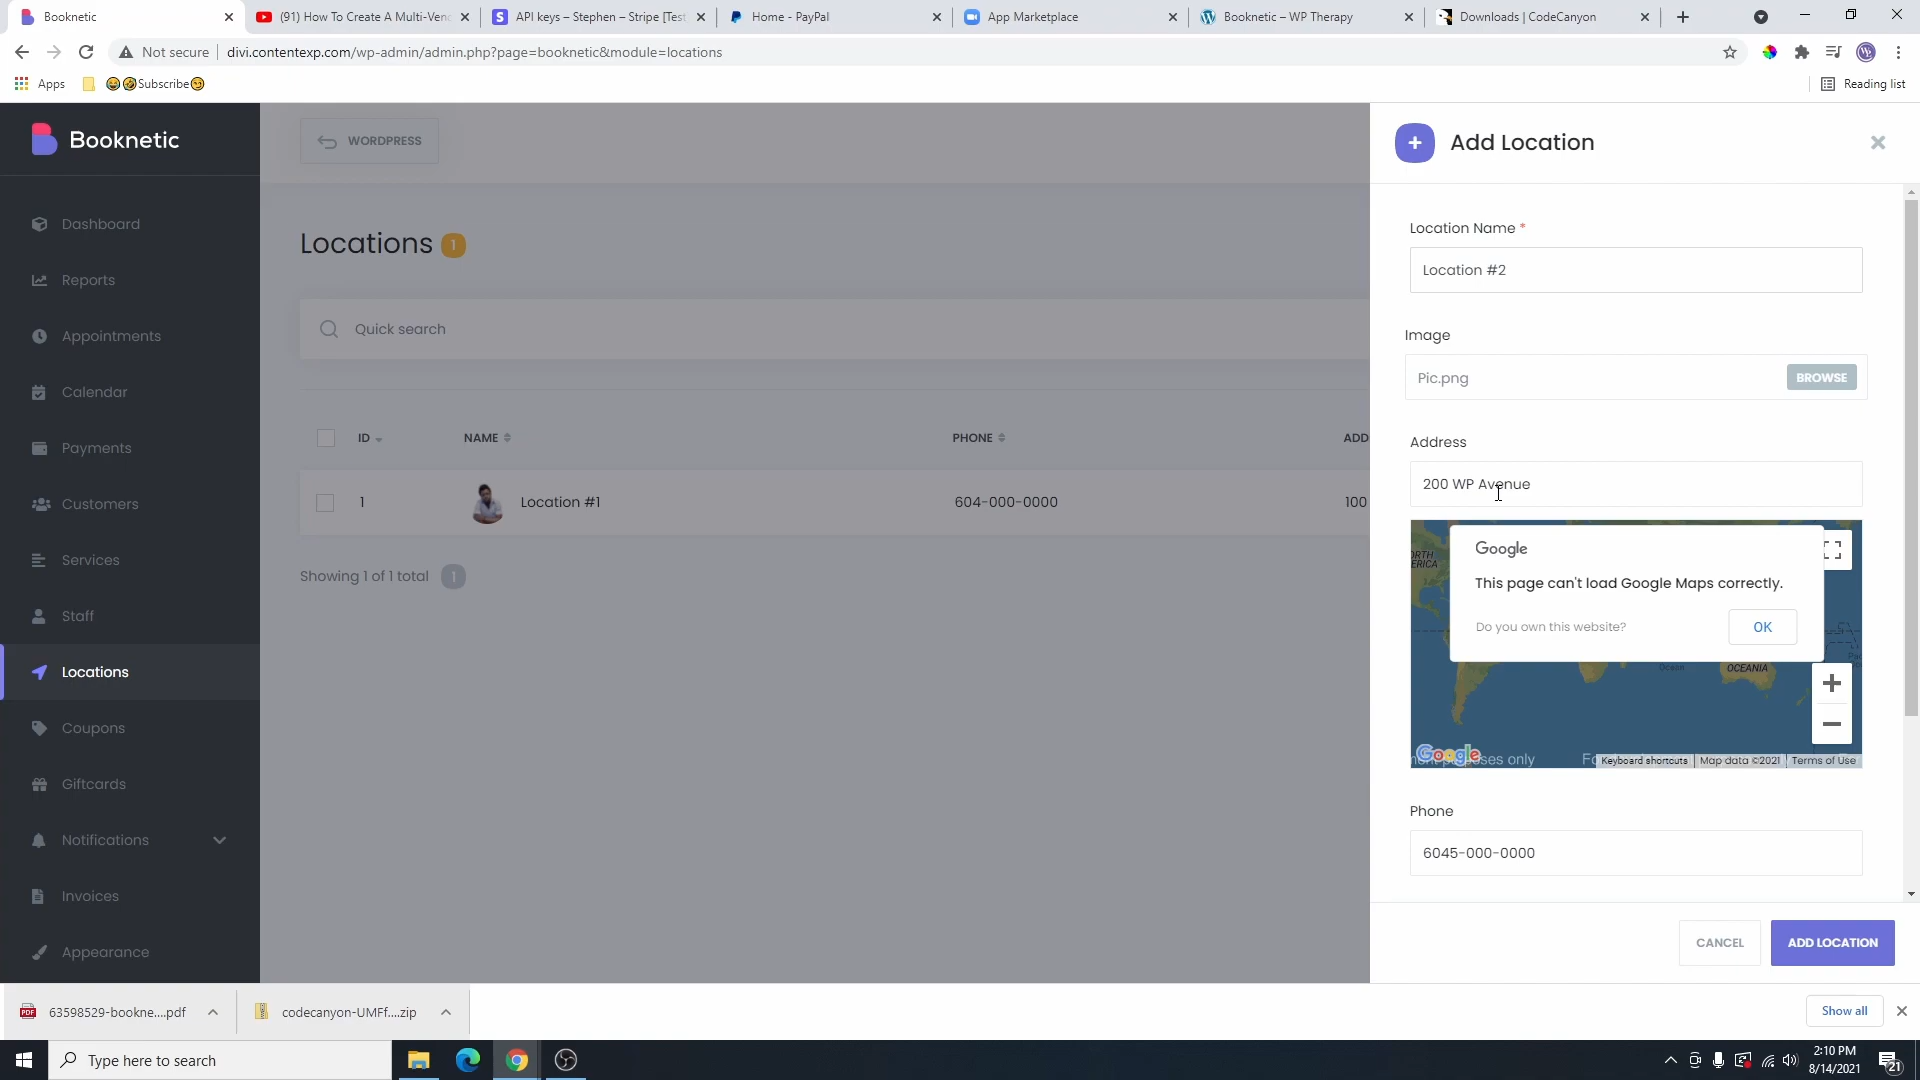 Booknetic
(91) How To Create A Multi-Venc
API keys – Stephen – Stripe [Test
Home - PayPal
App Marketplace
Booknetic – WP Therapy
Downloads | CodeCanyon
Not secure
divi.contentexp.com/wp-admin/admin.php?page=booknetic&module=locations
Apps
😂🤣Subscribe😊
Reading list
Booknetic
WORDPRESS
Add Location
Dashboard
Reports
Appointments
Calendar
Payments
Customers
Services
Staff
Locations
Coupons
Giftcards
Notifications
Invoices
Appearance
Locations 1
Quick search
ID NAME PHONE ADD
1 Location #1 604-000-0000 100
Showing 1 of 1 total 1
Location Name *
Location #2
Image
Pic.png
BROWSE
Address
200 WP Avenue
Google
This page can't load Google Maps correctly.
Do you own this website?
OK
OCEANIA
Google
Keyboard shortcuts Map data ©2021 Terms of Use
Phone
6045-000-0000
CANCEL ADD LOCATION
63598529-bookne....pdf
codecanyon-UMFf....zip
Show all
Type here to search
2:10 PM
8/14/2021
21